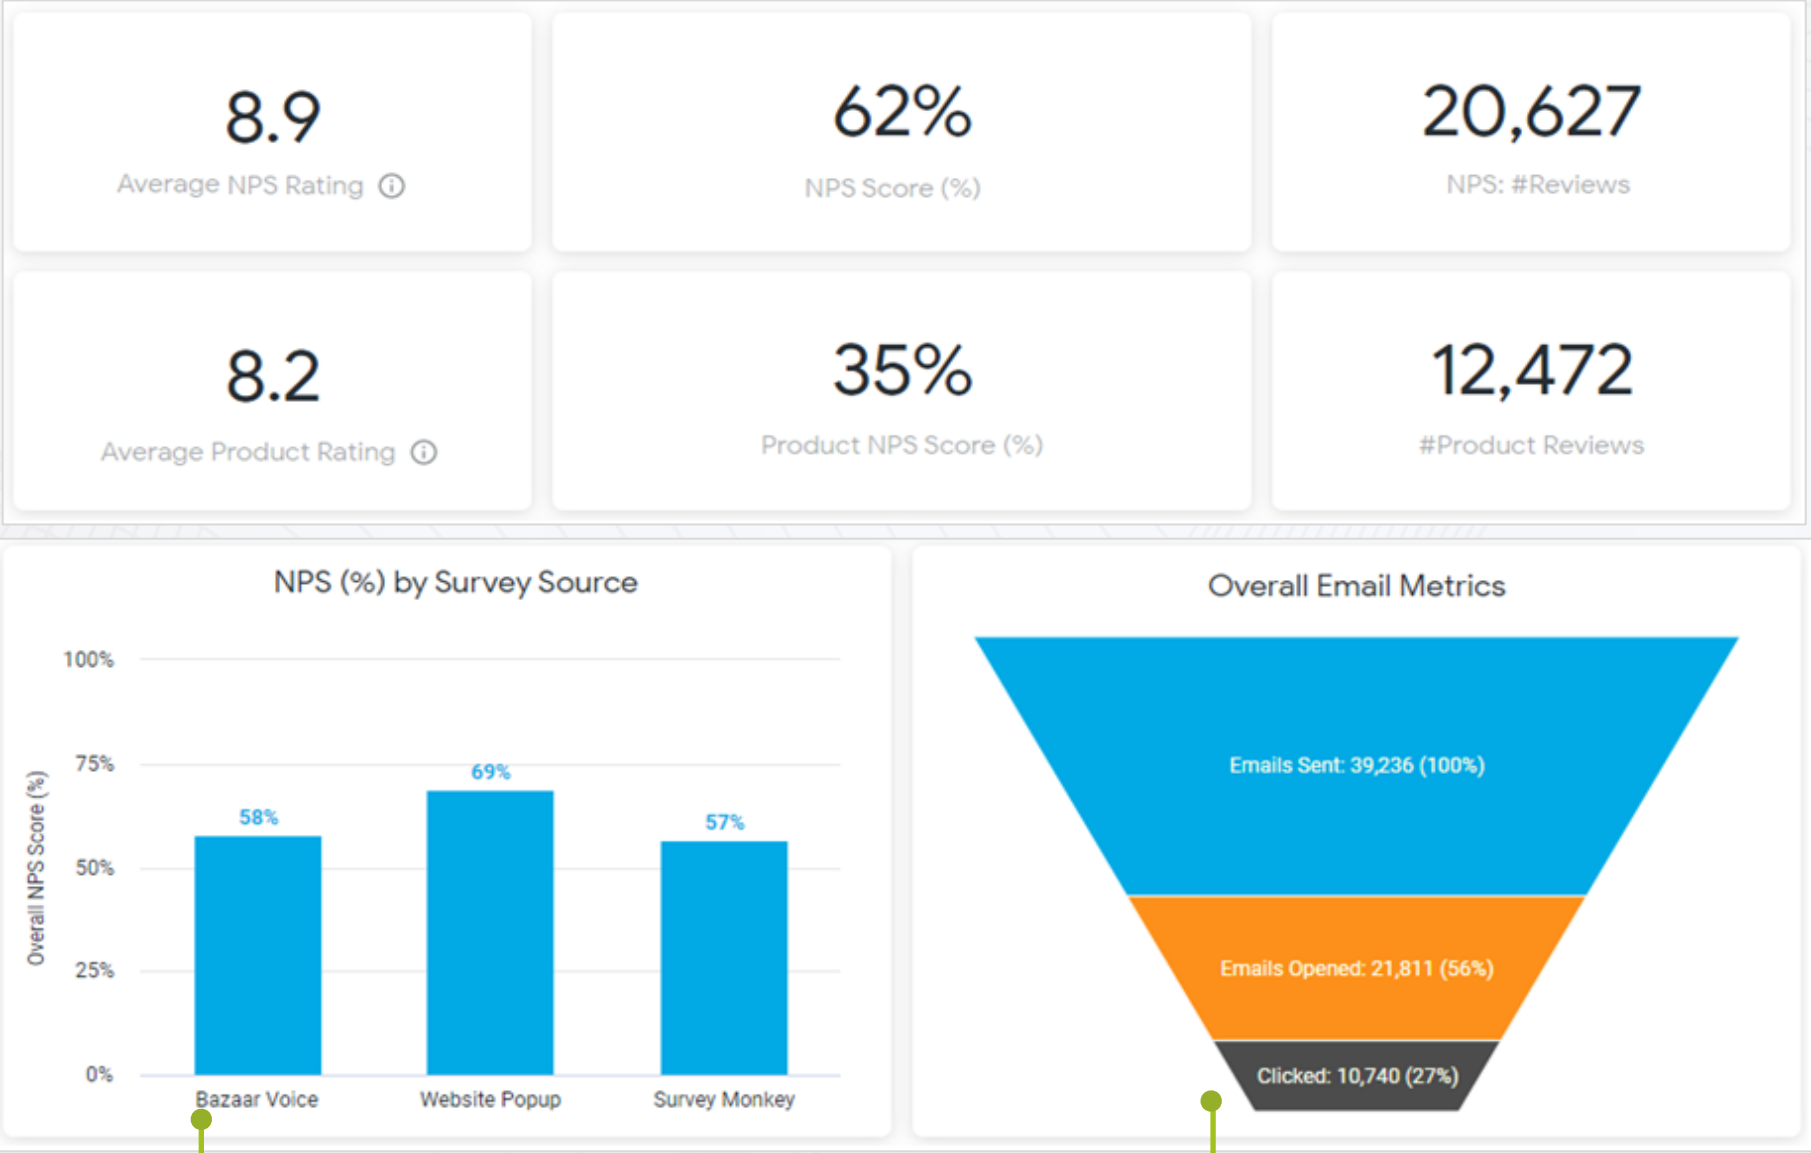 8.9
Average NPS Rating
62%
NPS Score (%)
20,627
NPS: #Reviews
8.2
Average Product Rating
35%
Product NPS Score (%)
12,472
#Product Reviews
NPS (%) by Survey Source
Overall NPS Score (%)
100%
75%
50%
25%
0%
58%
69%
57%
Bazaar Voice
Website Popup
Survey Monkey
Overall Email Metrics
Emails Sent: 39,236 (100%)
Emails Opened: 21,811 (56%)
Clicked: 10,740 (27%)